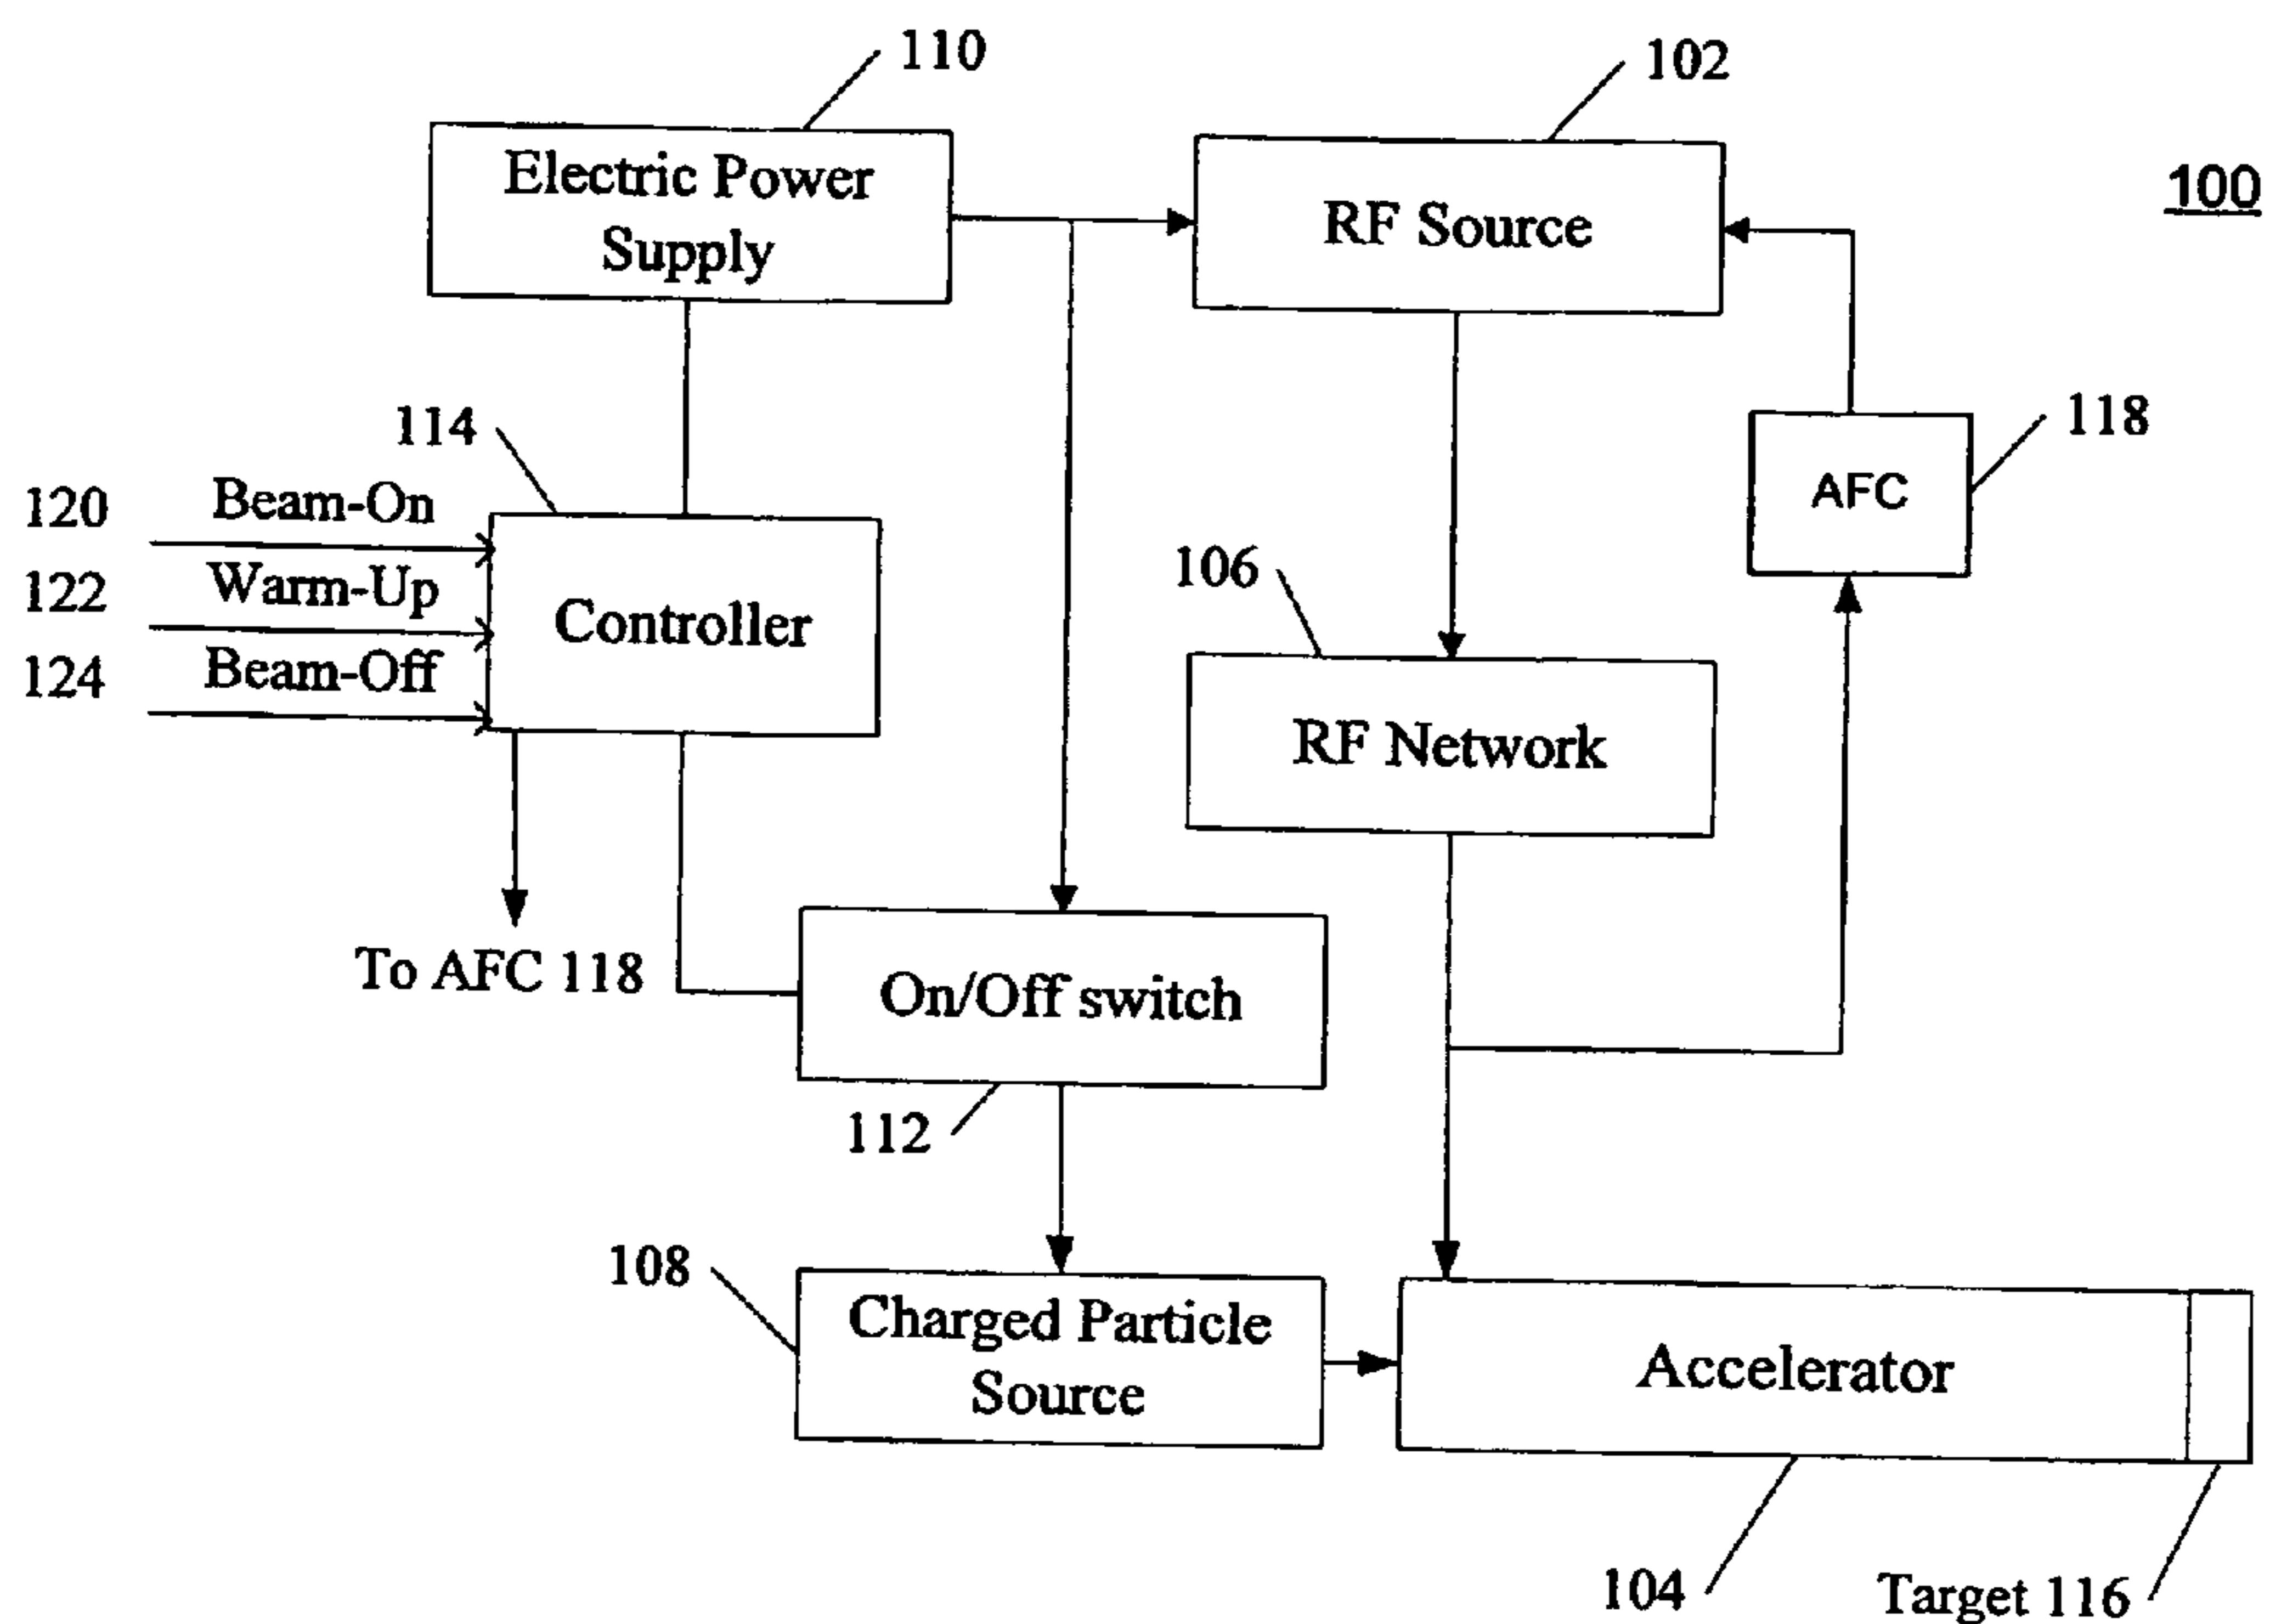 110
102
Electric Power
Supply
RF Source
100
114
118
AFC
120 Beam-On
122 Warm-Up
124 Beam-Off
Controller
106
RF Network
To AFC 118
On/Off switch
112
108
Charged Particle
Source
Accelerator
104
Target 116